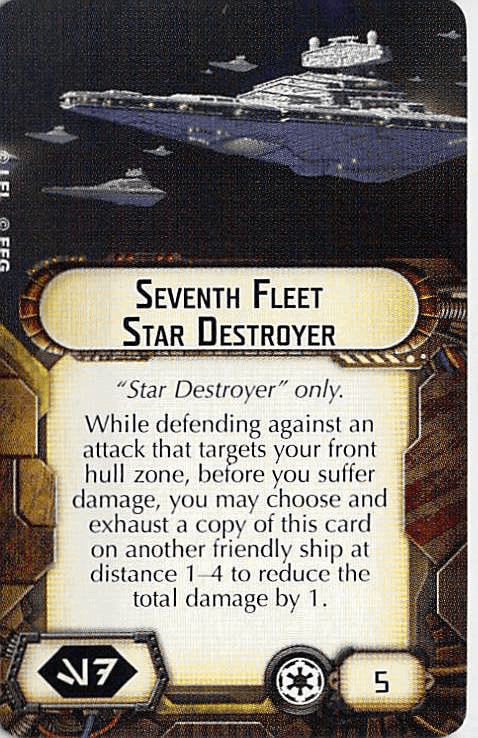 © LFL © FFG
SEVENTH FLEET
STAR DESTROYER
"Star Destroyer" only.
While defending against an
attack that targets your front
hull zone, before you suffer
damage, you may choose and
exhaust a copy of this card
on another friendly ship at
distance 1–4 to reduce the
total damage by 1.
5